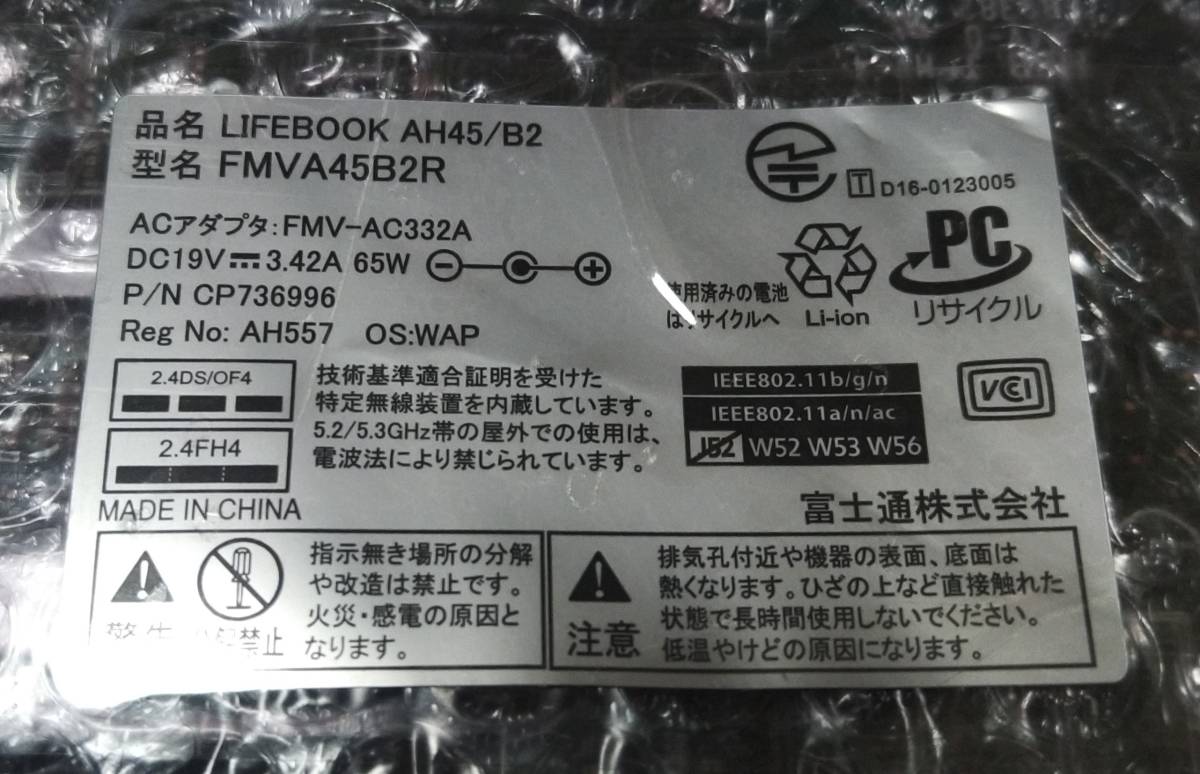 品名 LIFEBOOK AH45/B2
型名 FMVA45B2R
T D16-0123005
ACアダプタ:FMV-AC332A
DC19V 3.42A 65W
P/N CP736996
Reg No: AH557 OS:WAP
使用済みの電池
はリサイクルへ Li-ion
PC
リサイクル
2.4DS/OF4
2.4FH4
技術基準適合証明を受けた
特定無線装置を内蔵しています。
5.2/5.3GHz帯の屋外での使用は、
電波法により禁じられています。
IEEE802.11b/g/n
IEEE802.11a/n/ac
J52 W52 W53 W56
VCCI
MADE IN CHINA
富士通株式会社
指示無き場所の分解
や改造は禁止です。
火災・感電の原因と
なります。
禁止
注意
排気孔付近や機器の表面、底面は
熱くなります。ひざの上など直接触れた
状態で長時間使用しないでください。
低温やけどの原因になります。